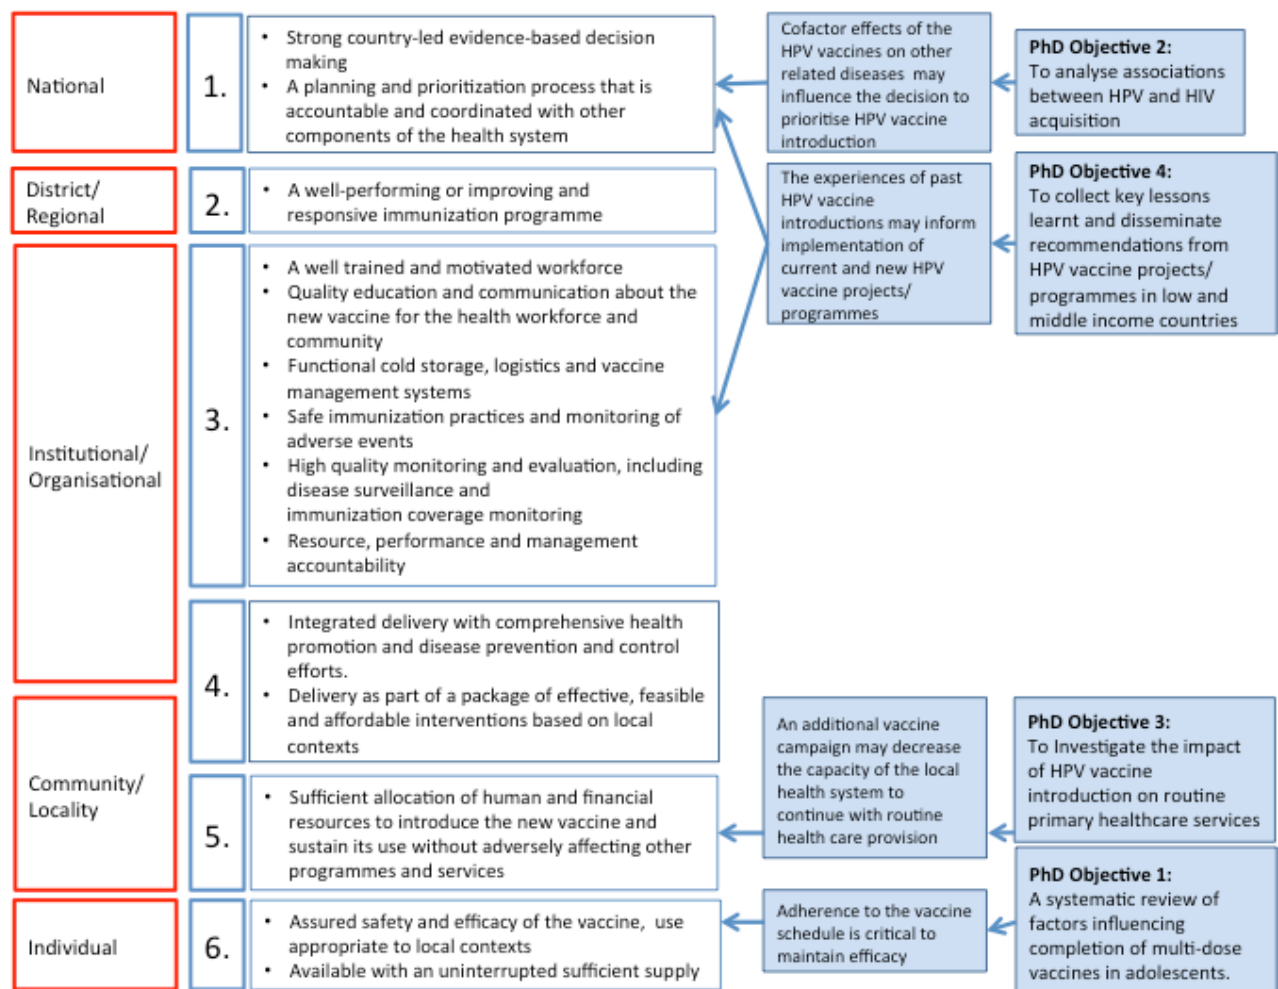 National
1.
• Strong country-led evidence-based decision
making
• A planning and prioritization process that is
accountable and coordinated with other
components of the health system
Cofactor effects of the
HPV vaccines on other
related diseases may
influence the decision to
prioritise HPV vaccine
introduction
PhD Objective 2:
To analyse associations
between HPV and HIV
acquisition
District/
Regional
2.
• A well-performing or improving and
responsive immunization programme
The experiences of past
HPV vaccine
introductions may inform
implementation of
current and new HPV
vaccine projects/
programmes
PhD Objective 4:
To collect key lessons
learnt and disseminate
recommendations from
HPV vaccine projects/
programmes in low and
middle income countries
Institutional/
Organisational
3.
• A well trained and motivated workforce
• Quality education and communication about the
new vaccine for the health workforce and
community
• Functional cold storage, logistics and vaccine
management systems
• Safe immunization practices and monitoring of
adverse events
• High quality monitoring and evaluation, including
disease surveillance and
immunization coverage monitoring
• Resource, performance and management
accountability
4.
• Integrated delivery with comprehensive health
promotion and disease prevention and control
efforts.
• Delivery as part of a package of effective, feasible
and affordable interventions based on local
contexts
Community/
Locality
5.
• Sufficient allocation of human and financial
resources to introduce the new vaccine and
sustain its use without adversely affecting other
programmes and services
An additional vaccine
campaign may decrease
the capacity of the local
health system to
continue with routine
health care provision
PhD Objective 3:
To Investigate the impact
of HPV vaccine
introduction on routine
primary healthcare services
Individual
6.
• Assured safety and efficacy of the vaccine, use
appropriate to local contexts
• Available with an uninterrupted sufficient supply
Adherence to the vaccine
schedule is critical to
maintain efficacy
PhD Objective 1:
A systematic review of
factors influencing
completion of multi-dose
vaccines in adolescents.